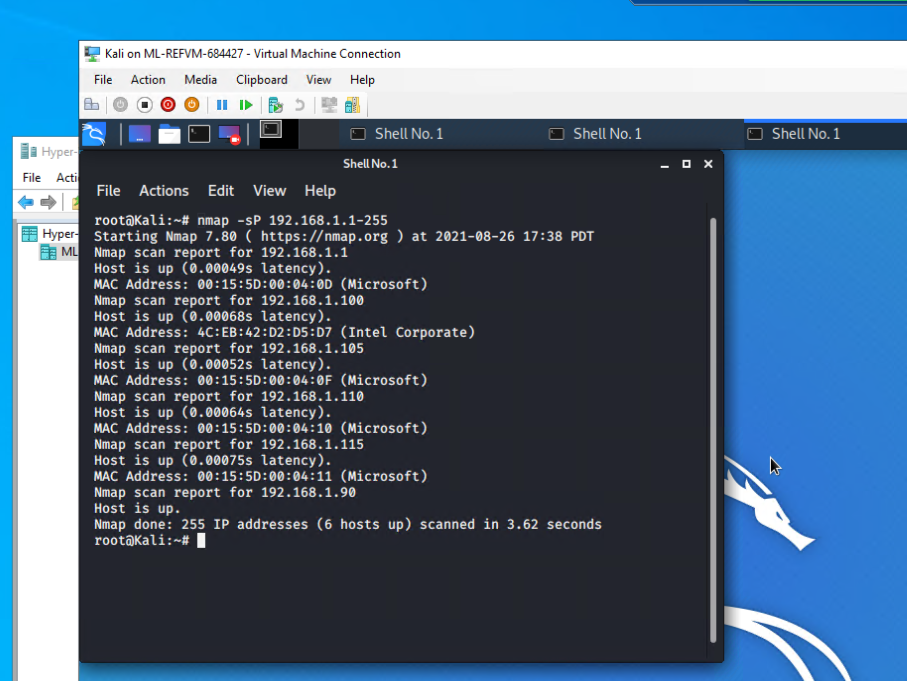 Kali on ML-REFVM-684427 - Virtual Machine Connection
File Action Media Clipboard View Help
Shell No. 1 Shell No. 1 Shell No. 1
Hyper-
File Acti
Hyper-
ML
Shell No. 1
File Actions Edit View Help
root@Kali:~# nmap -sP 192.168.1.1-255
Starting Nmap 7.80 ( https://nmap.org ) at 2021-08-26 17:38 PDT
Nmap scan report for 192.168.1.1
Host is up (0.00049s latency).
MAC Address: 00:15:5D:00:04:0D (Microsoft)
Nmap scan report for 192.168.1.100
Host is up (0.00068s latency).
MAC Address: 4C:EB:42:D2:D5:D7 (Intel Corporate)
Nmap scan report for 192.168.1.105
Host is up (0.00052s latency).
MAC Address: 00:15:5D:00:04:0F (Microsoft)
Nmap scan report for 192.168.1.110
Host is up (0.00064s latency).
MAC Address: 00:15:5D:00:04:10 (Microsoft)
Nmap scan report for 192.168.1.115
Host is up (0.00075s latency).
MAC Address: 00:15:5D:00:04:11 (Microsoft)
Nmap scan report for 192.168.1.90
Host is up.
Nmap done: 255 IP addresses (6 hosts up) scanned in 3.62 seconds
root@Kali:~#